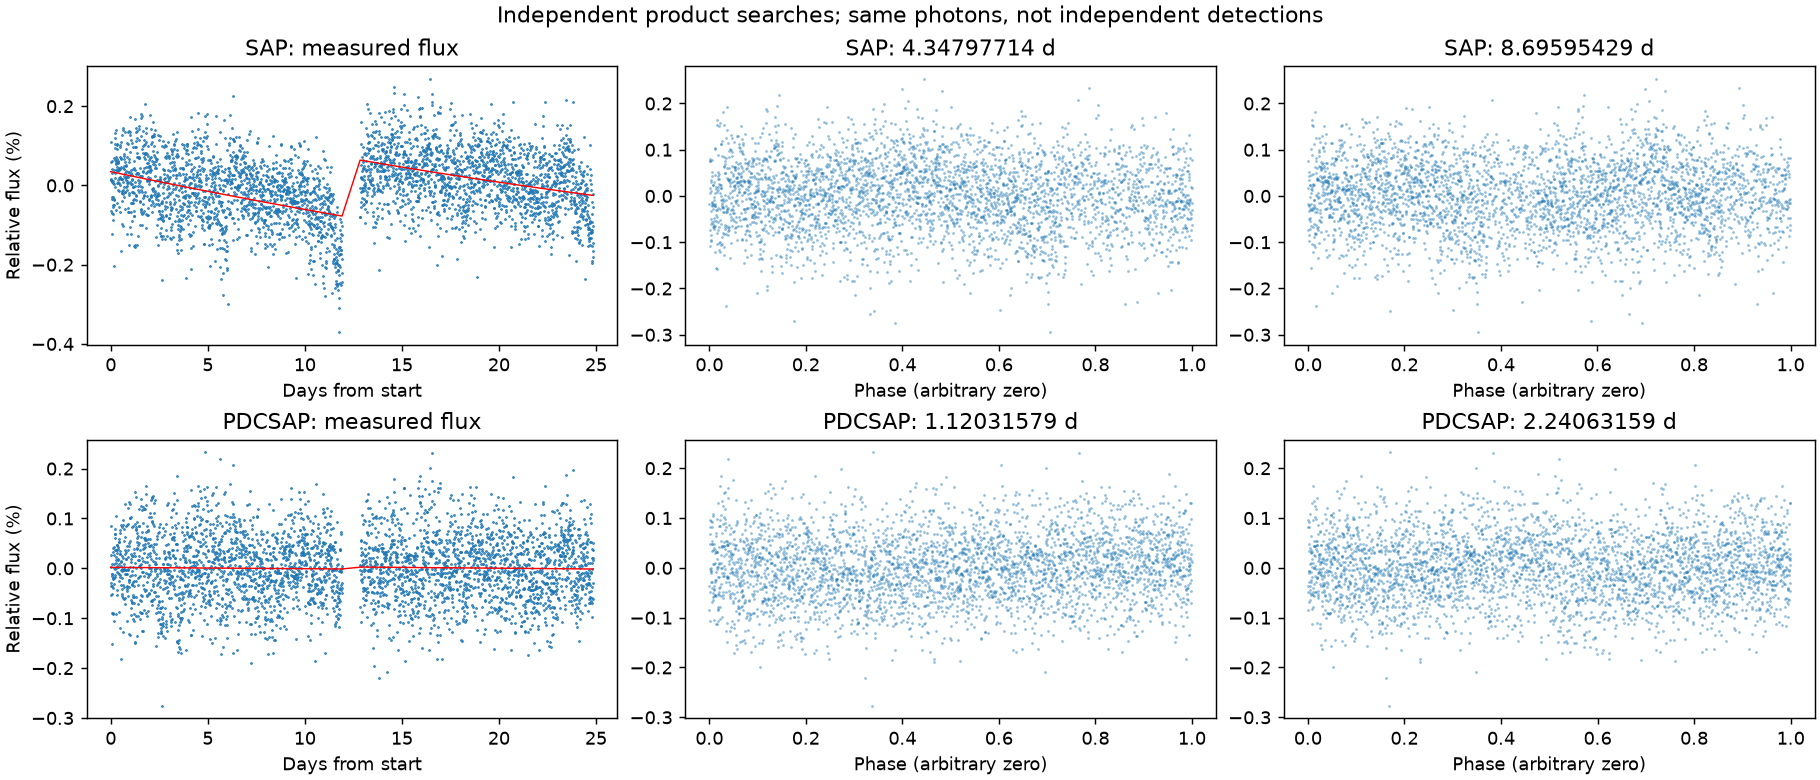 Independent product searches; same photons, not independent detections
SAP: measured flux
SAP: 4.34797714 d
SAP: 8.69595429 d
Relative flux (%)
0.2
0.0
−0.2
−0.4
0 5 10 15 20 25
Days from start
0.2
0.1
0.0
−0.1
−0.2
−0.3
0.0 0.2 0.4 0.6 0.8 1.0
Phase (arbitrary zero)
0.2
0.1
0.0
−0.1
−0.2
−0.3
0.0 0.2 0.4 0.6 0.8 1.0
Phase (arbitrary zero)
PDCSAP: measured flux
PDCSAP: 1.12031579 d
PDCSAP: 2.24063159 d
Relative flux (%)
0.2
0.1
0.0
−0.1
−0.2
−0.3
0 5 10 15 20 25
Days from start
0.2
0.1
0.0
−0.1
−0.2
−0.3
0.0 0.2 0.4 0.6 0.8 1.0
Phase (arbitrary zero)
0.2
0.1
0.0
−0.1
−0.2
−0.3
0.0 0.2 0.4 0.6 0.8 1.0
Phase (arbitrary zero)